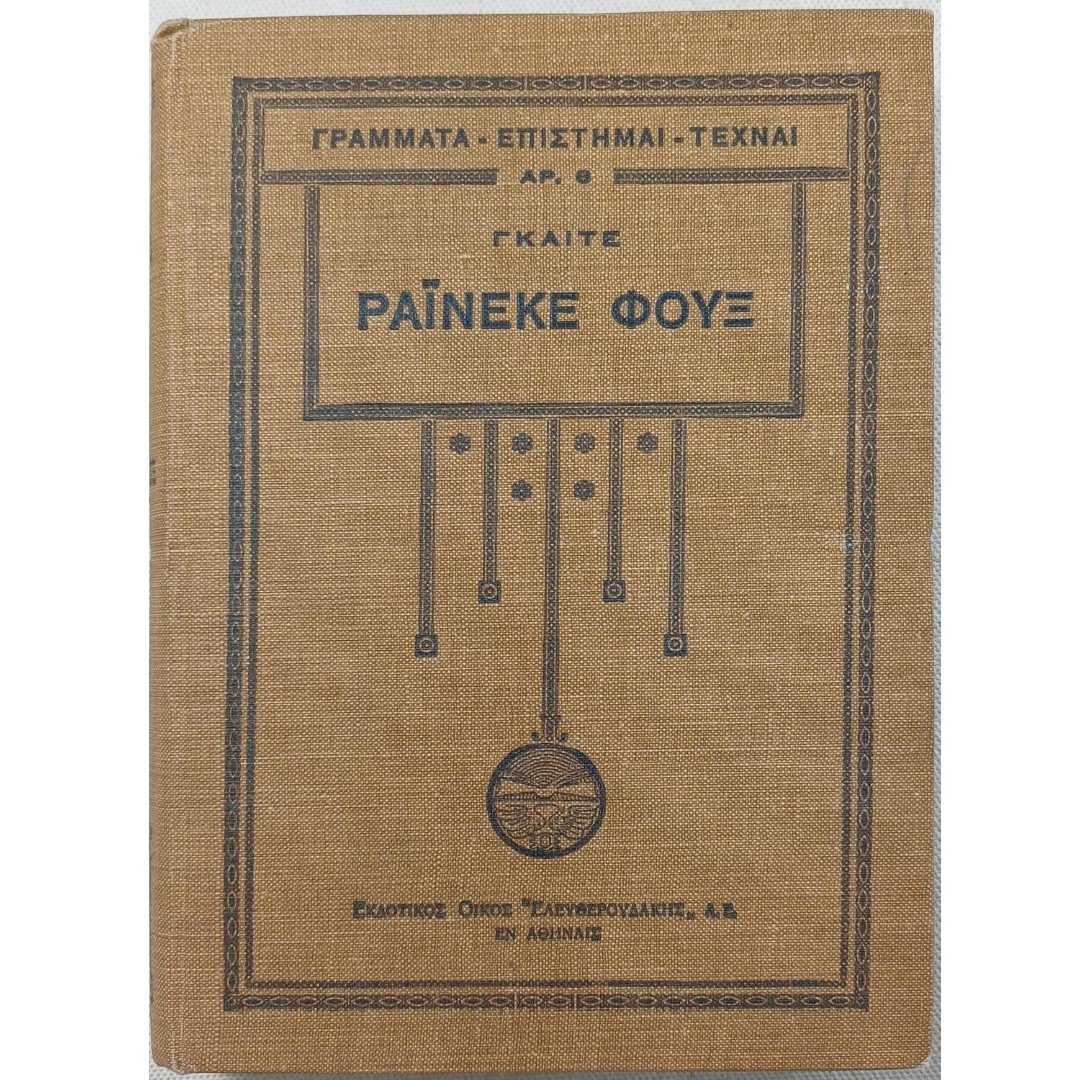 ΓΡΑΜΜΑΤΑ - ΕΠΙΣΤΗΜΑΙ - ΤΕΧΝΑΙ
ΑΡ. 6
ΓΚΑΙΤΕ
ΡΑΪΝΕΚΕ ΦΟΥΞ
ΕΚΔΟΤΙΚΟΣ ΟΙΚΟΣ "ΕΛΕΥΘΕΡΟΥΔΑΚΗΣ„ Α.Ε.
ΕΝ ΑΘΗΝΑΙΣ